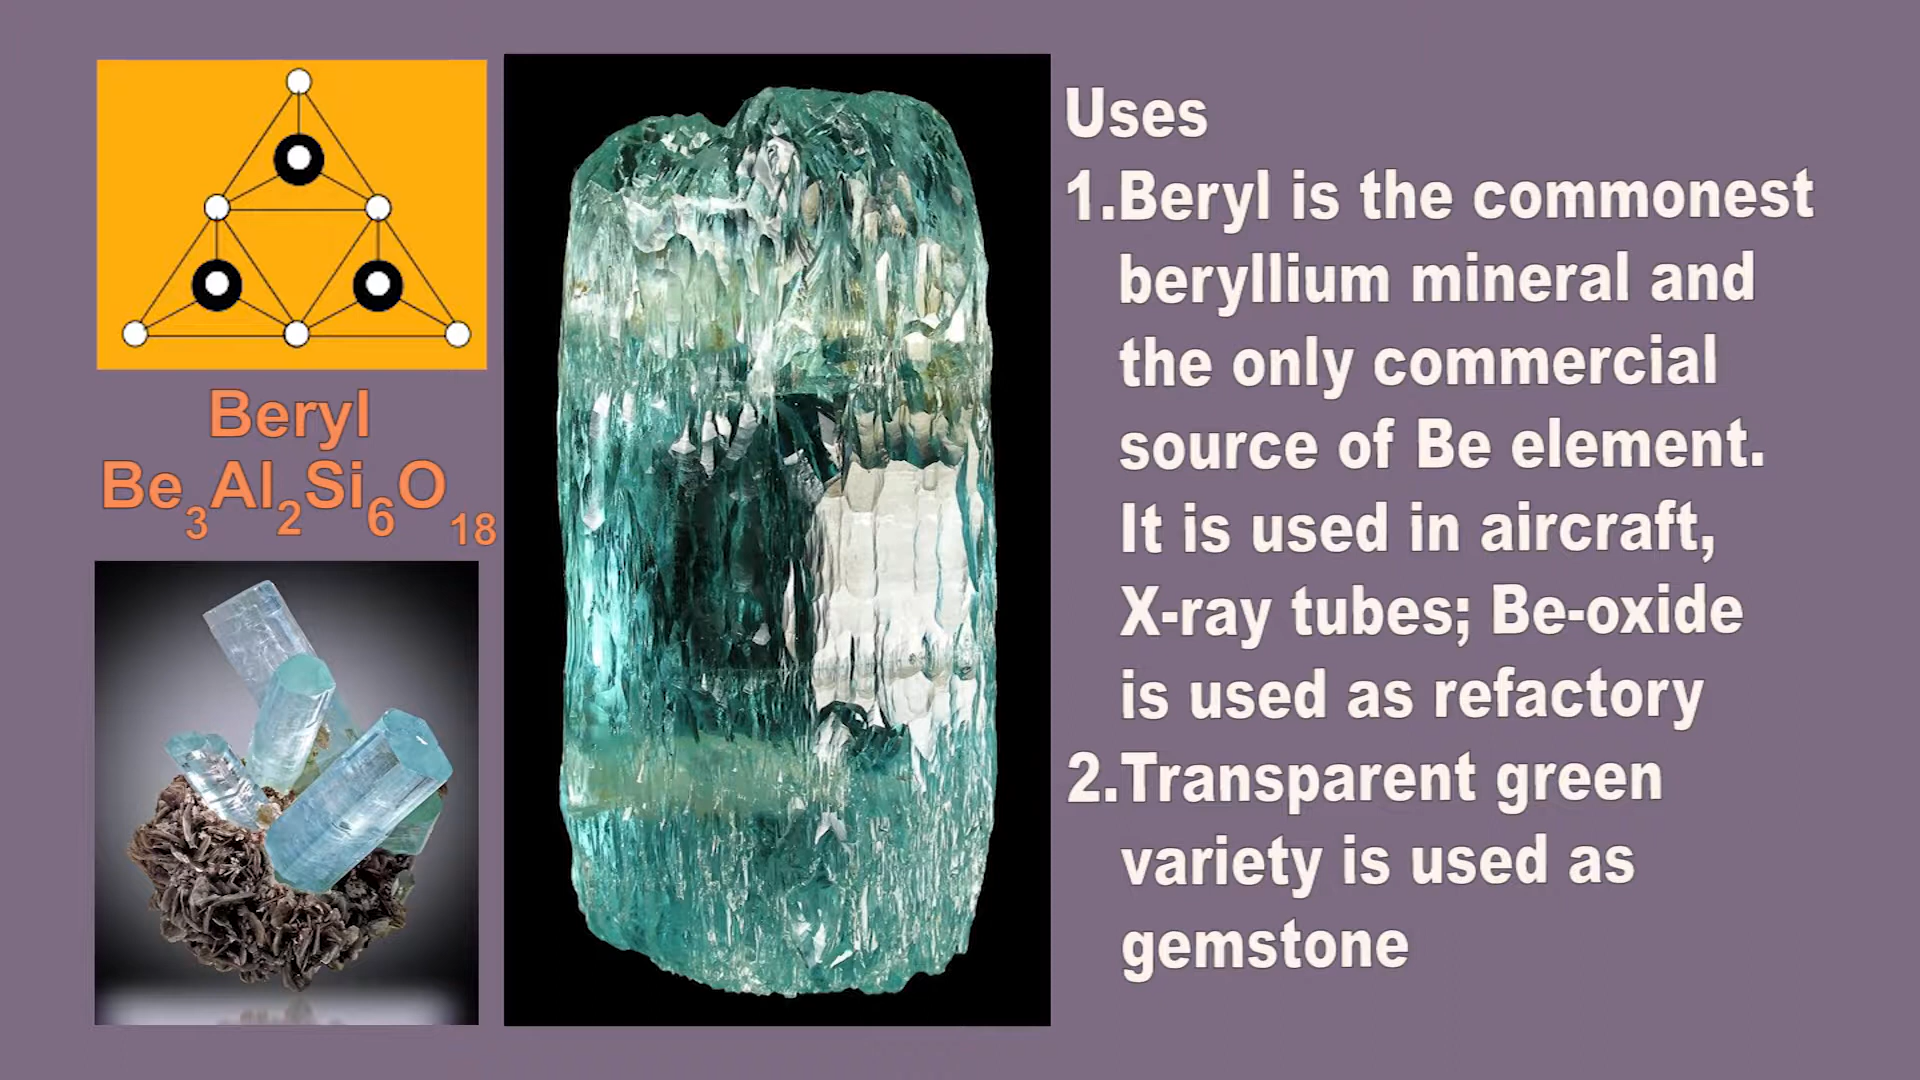 Beryl
Be₃Al₂Si₆O₁₈
Uses
1.Beryl is the commonest
beryllium mineral and
the only commercial
source of Be element.
It is used in aircraft,
X-ray tubes; Be-oxide
is used as refactory
2.Transparent green
variety is used as
gemstone